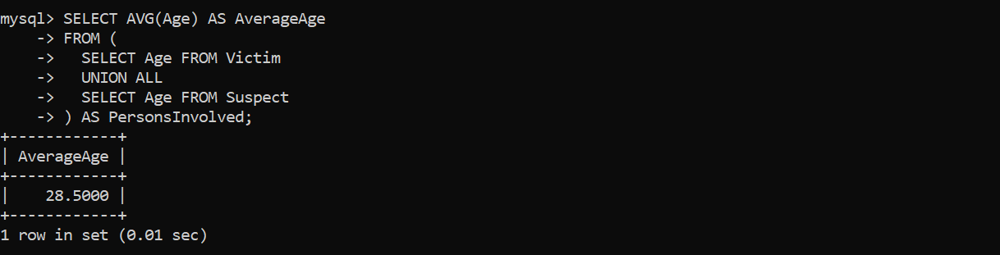 mysql> SELECT AVG(Age) AS AverageAge
    -> FROM (
    ->   SELECT Age FROM Victim
    ->   UNION ALL
    ->   SELECT Age FROM Suspect
    -> ) AS PersonsInvolved;
+------------+
| AverageAge |
+------------+
|    28.5000 |
+------------+
1 row in set (0.01 sec)